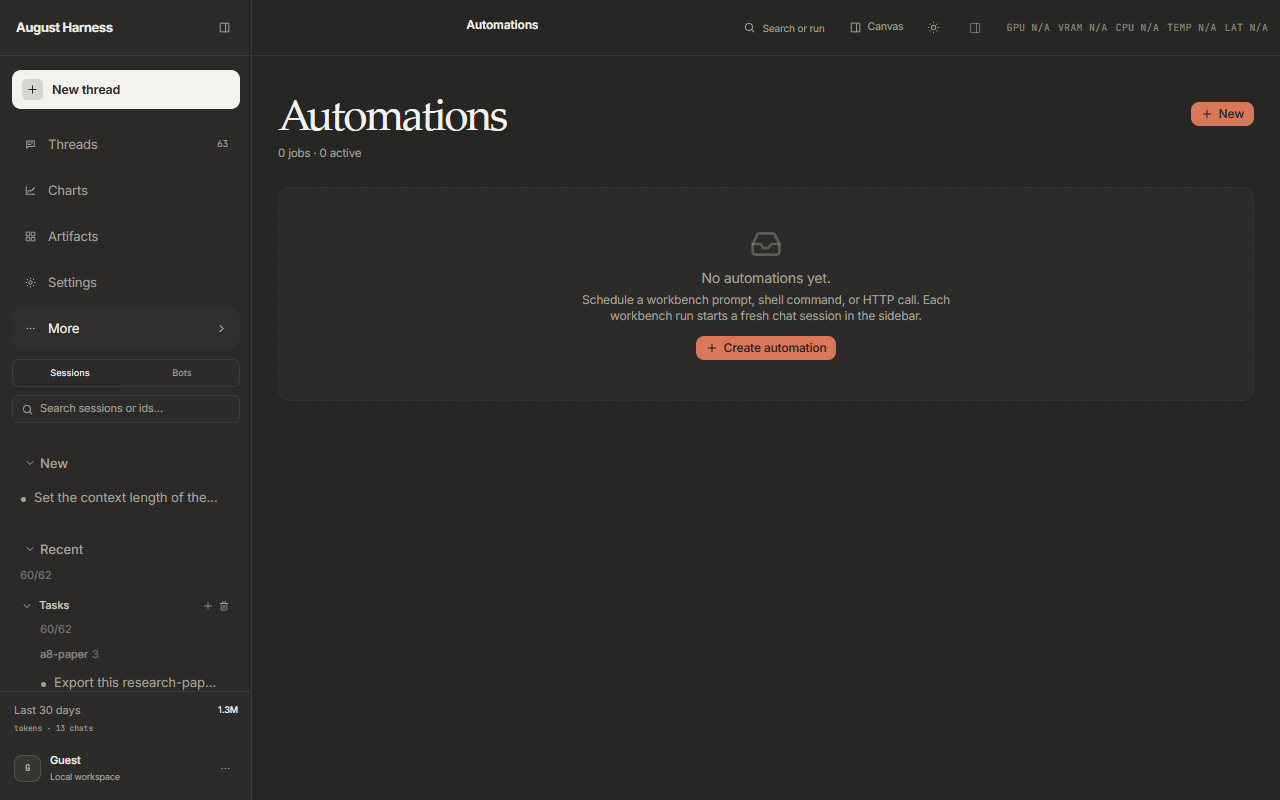 August Harness
Automations
Search or run
Canvas
GPU N/A VRAM N/A CPU N/A TEMP N/A LAT N/A
New thread
Threads 63
Charts
Artifacts
Settings
More
Sessions Bots
Search sessions or ids...
New
Set the context length of the...
Recent
60/62
Tasks
60/62
a8-paper 3
Export this research-pap...
Last 30 days 1.3M
tokens · 13 chats
G
Guest
Local workspace
Automations
New
0 jobs · 0 active
No automations yet.
Schedule a workbench prompt, shell command, or HTTP call. Each
workbench run starts a fresh chat session in the sidebar.
Create automation